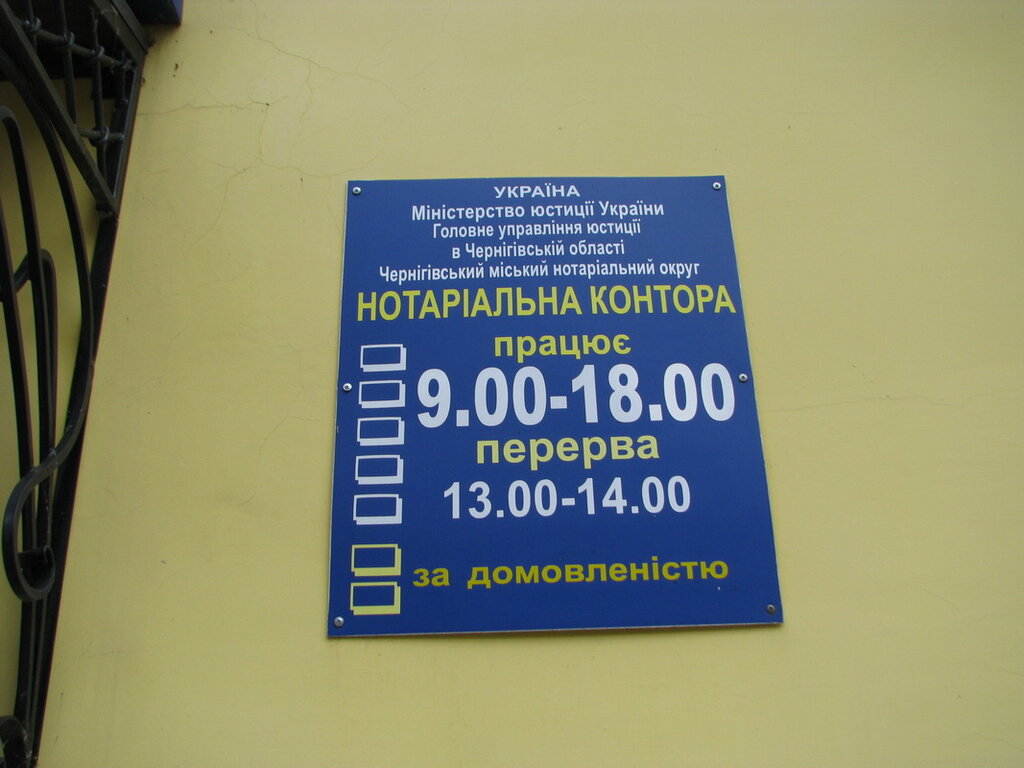 УКРАЇНА
Міністерство юстиції України
Головне управління юстиції
в Чернігівській області
Чернігівський міський нотаріальний округ
НОТАРІАЛЬНА КОНТОРА
працює
9.00-18.00
перерва
13.00-14.00
за домовленістю